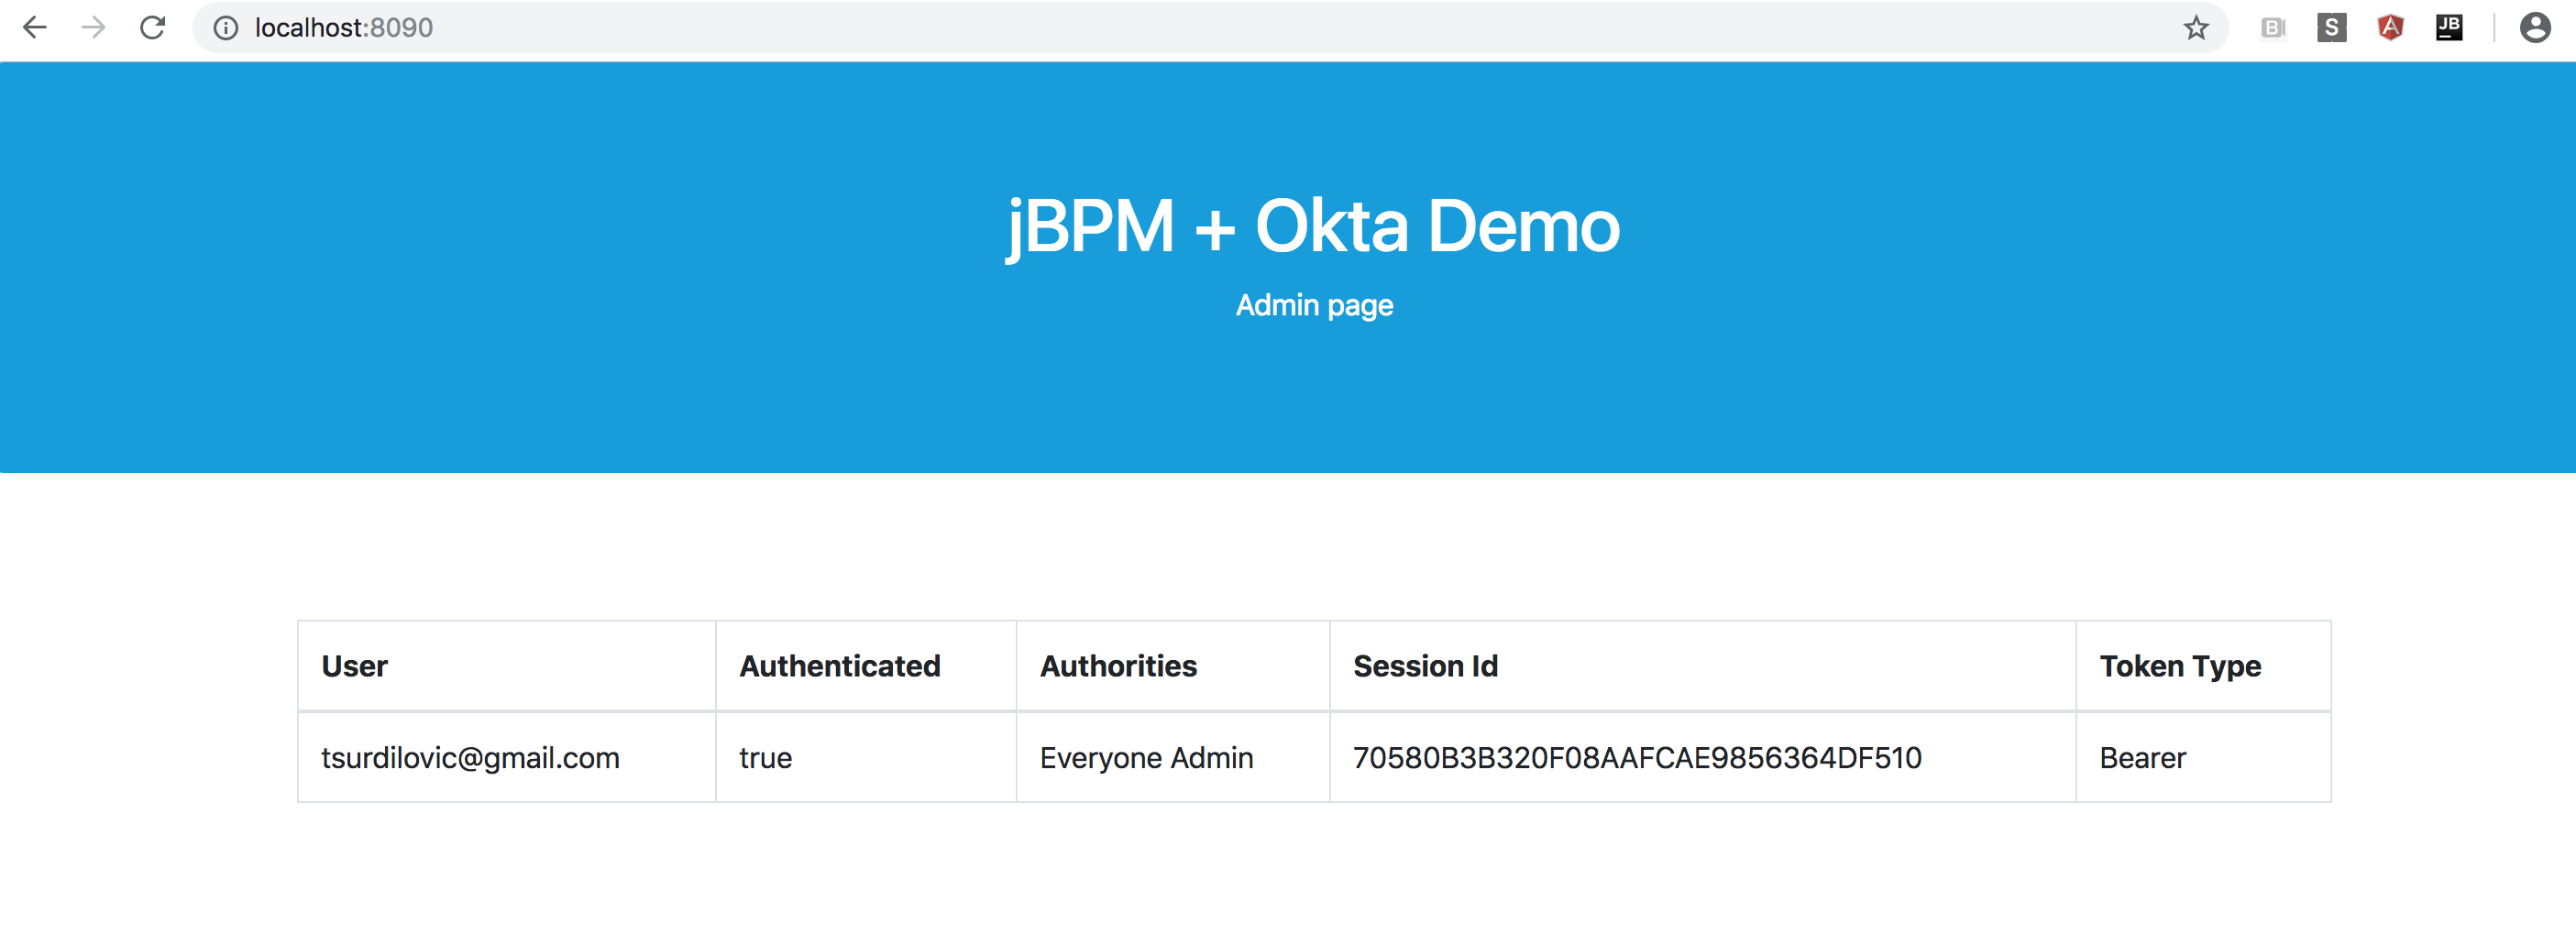 localhost:8090
B S A JB
jBPM + Okta Demo
Admin page
User Authenticated Authorities Session Id Token Type
tsurdilovic@gmail.com true Everyone Admin 70580B3B320F08AAFCAE9856364DF510 Bearer